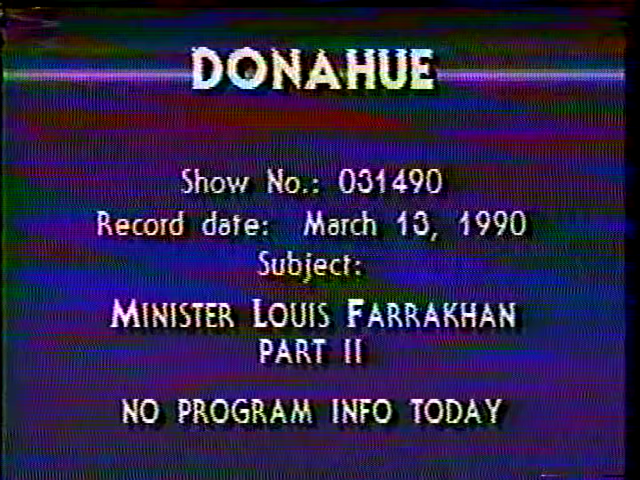 DONAHUE
Show No.: 031490
Record date: March 13, 1990
Subject:
MINISTER LOUIS FARRAKHAN
PART II
NO PROGRAM INFO TODAY